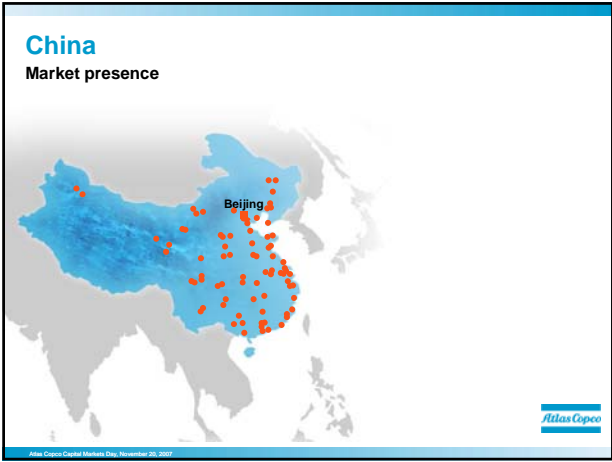 China
Market presence
Beijing
Atlas Copco
Atlas Copco Capital Markets Day, November 20, 2007